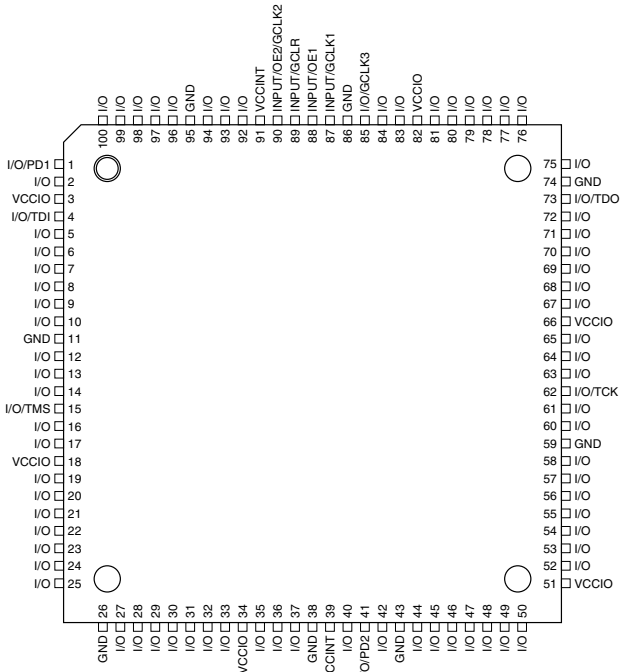 100 I/O
99 I/O
98 I/O
97 I/O
96 I/O
95 GND
94 I/O
93 I/O
92 I/O
91 VCCINT
90 INPUT/OE2/GCLK2
89 INPUT/GCLR
88 INPUT/OE1
87 INPUT/GCLK1
86 GND
85 I/O/GCLK3
84 I/O
83 I/O
82 VCCIO
81 I/O
80 I/O
79 I/O
78 I/O
77 I/O
76 I/O
I/O/PD1 1
I/O 2
VCCIO 3
I/O/TDI 4
I/O 5
I/O 6
I/O 7
I/O 8
I/O 9
I/O 10
GND 11
I/O 12
I/O 13
I/O 14
I/O/TMS 15
I/O 16
I/O 17
VCCIO 18
I/O 19
I/O 20
I/O 21
I/O 22
I/O 23
I/O 24
I/O 25
75 I/O
74 GND
73 I/O/TDO
72 I/O
71 I/O
70 I/O
69 I/O
68 I/O
67 I/O
66 VCCIO
65 I/O
64 I/O
63 I/O
62 I/O/TCK
61 I/O
60 I/O
59 GND
58 I/O
57 I/O
56 I/O
55 I/O
54 I/O
53 I/O
52 I/O
51 VCCIO
GND 26
I/O 27
I/O 28
I/O 29
I/O 30
I/O 31
I/O 32
I/O 33
VCCIO 34
I/O 35
I/O 36
I/O 37
GND 38
CCINT 39
I/O 40
O/PD2 41
I/O 42
GND 43
I/O 44
I/O 45
I/O 46
I/O 47
I/O 48
I/O 49
I/O 50